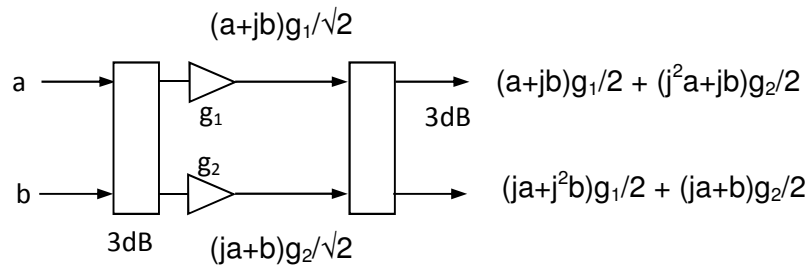 (a+jb)g₁/√2
a
g₁
3dB
(a+jb)g₁/2 + (j²a+jb)g₂/2
b
g₂
3dB
(ja+b)g₂/√2
(ja+j²b)g₁/2 + (ja+b)g₂/2